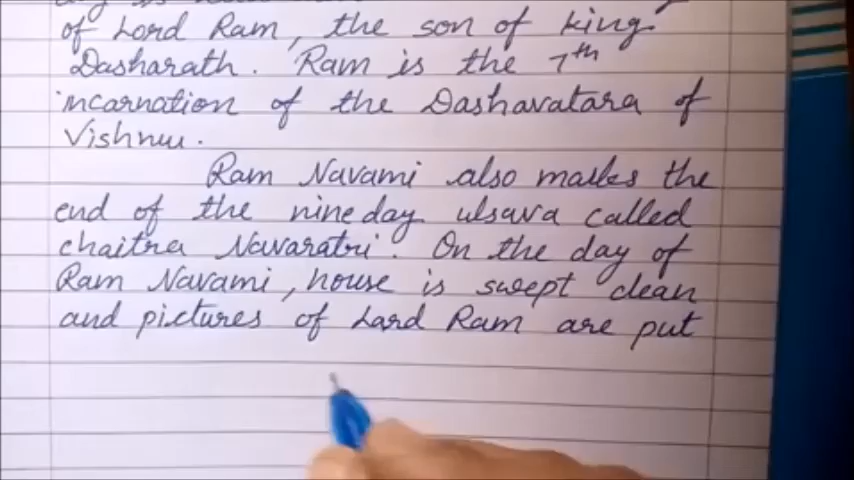 of Lord Ram, the son of king
Dasharath. Ram is the 7th
incarnation of the Dashavatara of
Vishnu.
Ram Navami also marks the
end of the nine day utsava called
chaitra Navaratri. On the day of
Ram Navami, house is swept clean
and pictures of Lord Ram are put